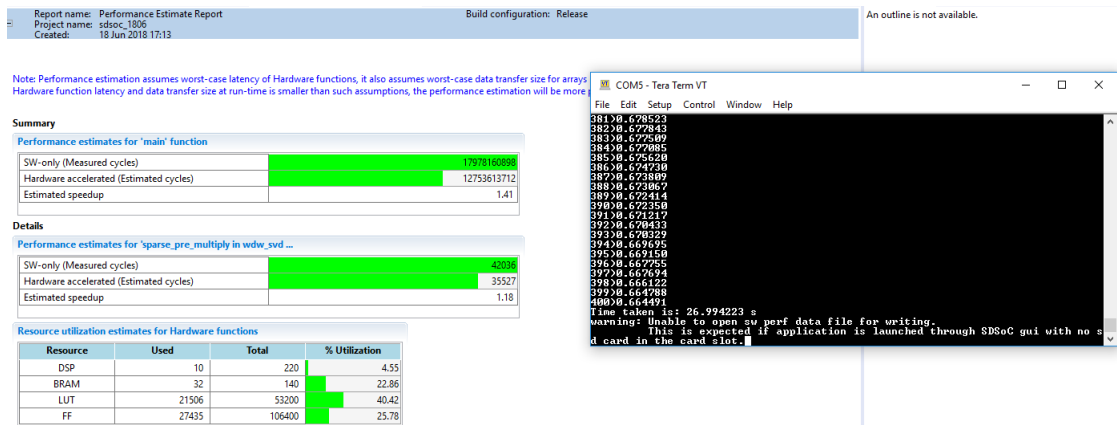 Report name: Performance Estimate Report
Build configuration: Release
Project name: sdsoc_1806
Created: 18 Jun 2018 17:13
An outline is not available.
Note: Performance estimation assumes worst-case latency of Hardware functions, it also assumes worst-case data transfer size for arrays
Hardware function latency and data transfer size at run-time is smaller than such assumptions, the performance estimation will be more
Summary
Performance estimates for 'main' function
SW-only (Measured cycles) 17978160898
Hardware accelerated (Estimated cycles) 12753613712
Estimated speedup 1.41
Details
Performance estimates for 'sparse_pre_multiply in wdw_svd ...
SW-only (Measured cycles) 42036
Hardware accelerated (Estimated cycles) 35527
Estimated speedup 1.18
Resource utilization estimates for Hardware functions
Resource Used Total % Utilization
DSP 10 220 4.55
BRAM 32 140 22.86
LUT 21506 53200 40.42
FF 27435 106400 25.78
COM5 - Tera Term VT
File Edit Setup Control Window Help
381>0.678523
382>0.677843
383>0.677509
384>0.677085
385>0.675620
386>0.674730
387>0.673809
388>0.673067
389>0.672414
390>0.672350
391>0.671217
392>0.670433
393>0.670329
394>0.669695
395>0.669150
396>0.667755
397>0.667694
398>0.666122
399>0.664788
400>0.664491
Time taken is: 26.994223 s
warning: Unable to open sw perf data file for writing.
This is expected if application is launched through SDSoC gui with no s
d card in the card slot.